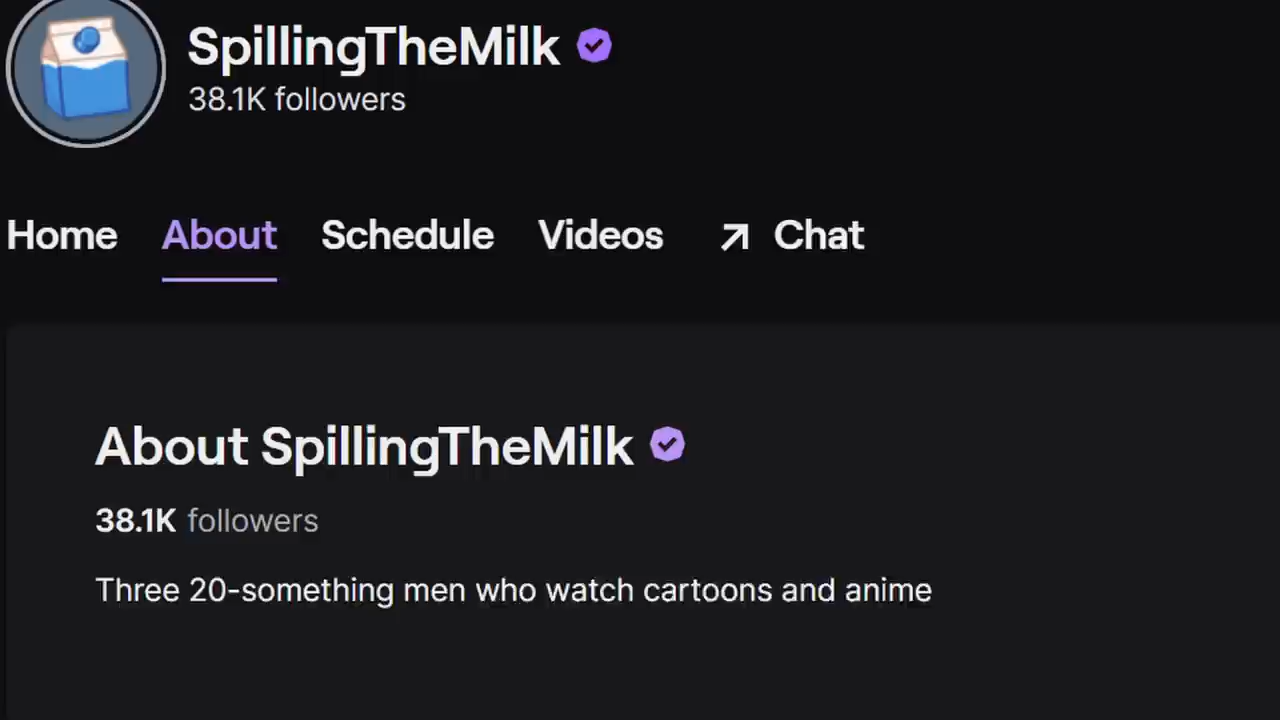 SpillingTheMilk
38.1K followers
Home About Schedule Videos Chat
About SpillingTheMilk
38.1K followers
Three 20-something men who watch cartoons and anime